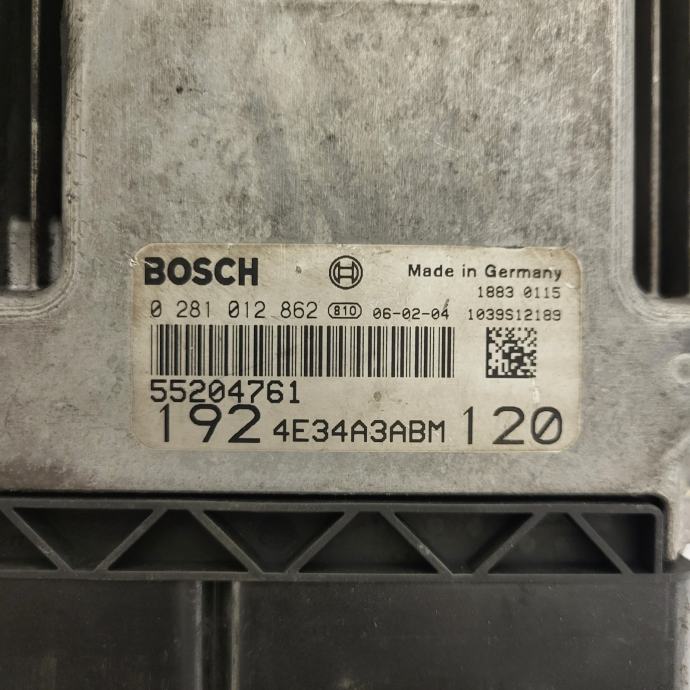 BOSCH Made in Germany
1883 0115
0 281 012 862 810 06-02-04 1039S12189
55204761
192 4E34A3ABM 120